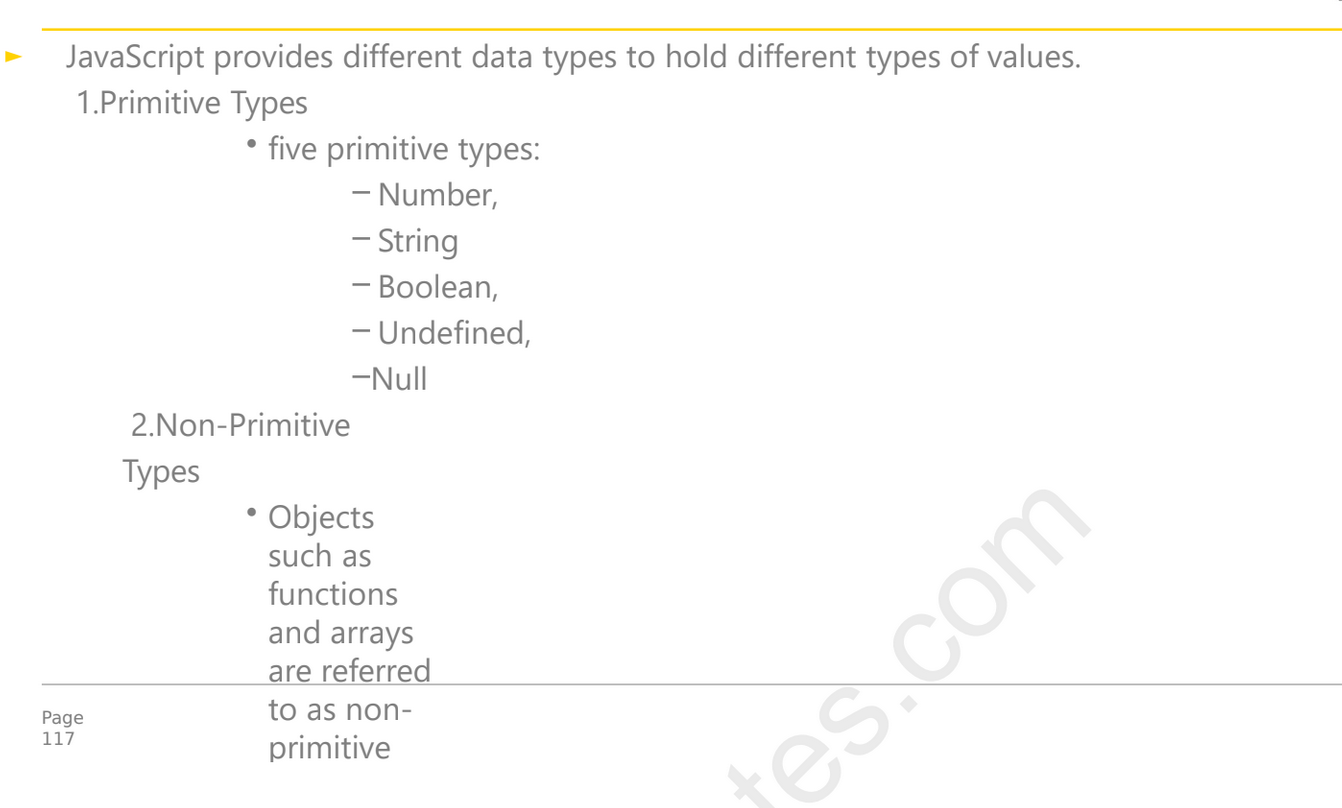 ► JavaScript provides different data types to hold different types of values.
1.Primitive Types
• five primitive types:
– Number,
– String
– Boolean,
– Undefined,
–Null
2.Non-Primitive
Types
• Objects
such as
functions
and arrays
are referred
to as non-
primitive
Page
117
tes.com